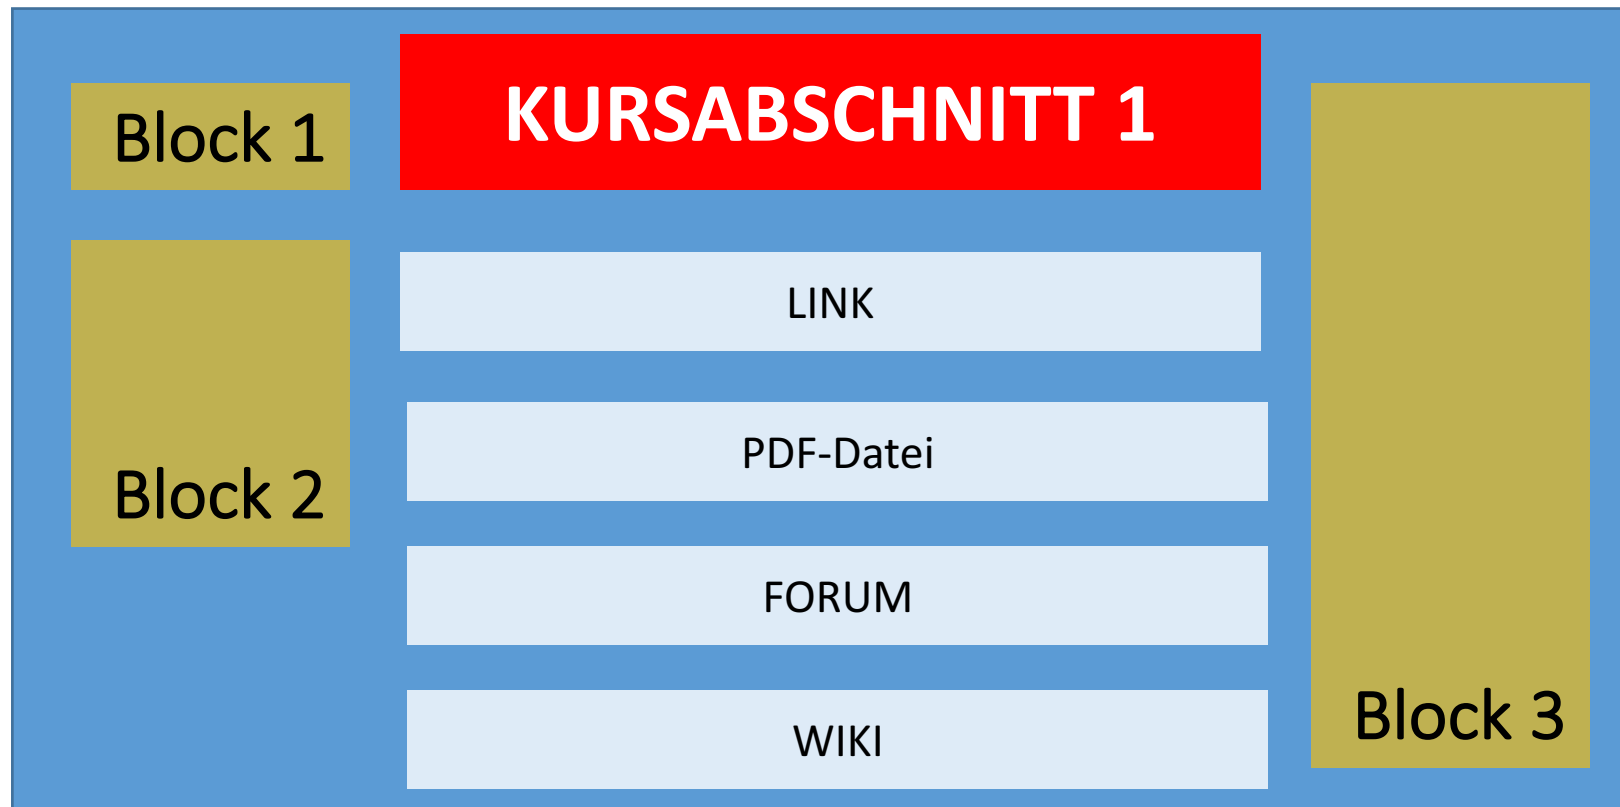 Block 1
KURSABSCHNITT 1
Block 2
LINK
PDF-Datei
FORUM
WIKI
Block 3